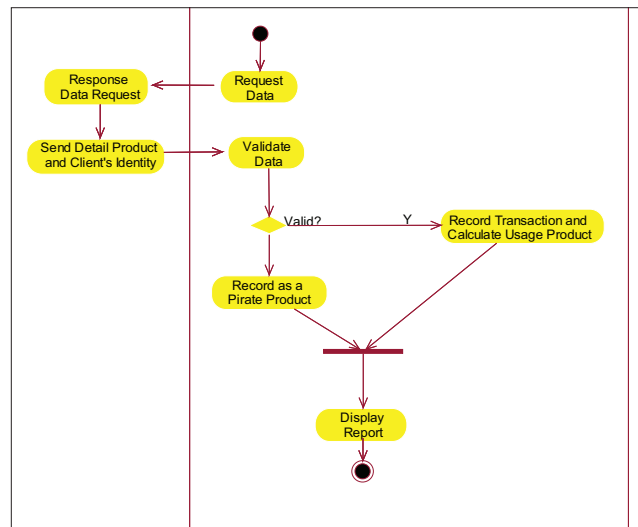 Request
Data
Response
Data Request
Send Detail Product
and Client's Identity
Validate
Data
Valid?
Y
Record Transaction and
Calculate Usage Product
Record as a
Pirate Product
Display
Report